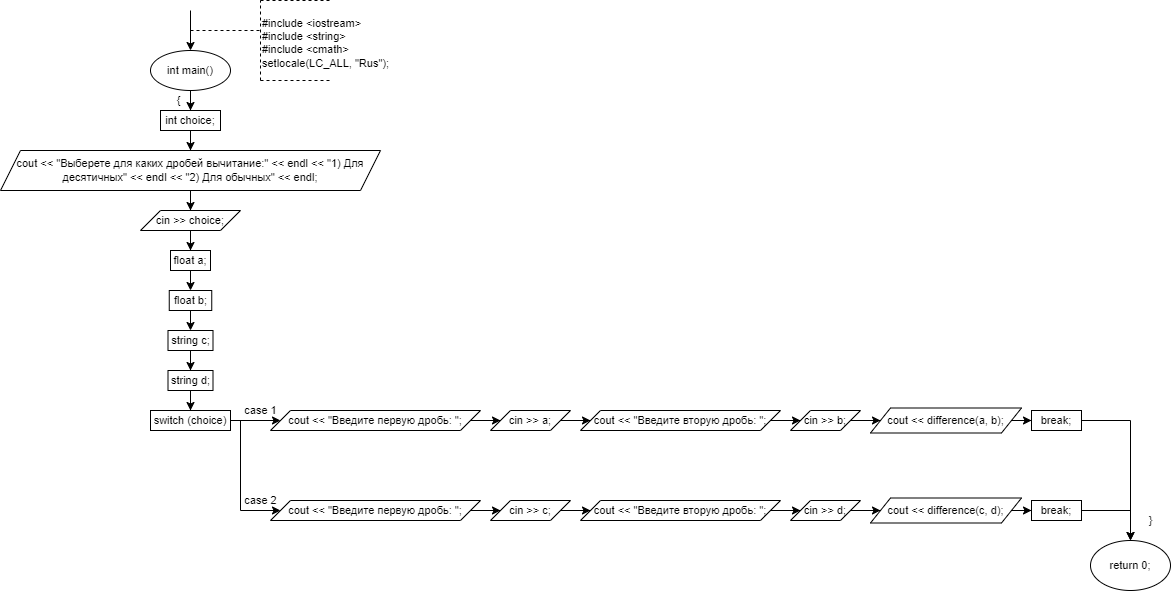 #include <iostream>
#include <string>
#include <cmath>
setlocale(LC_ALL, "Rus");
int main()
{
int choice;
cout << "Выберете для каких дробей вычитание:" << endl << "1) Для
десятичных" << endl << "2) Для обычных" << endl;
cin >> choice;
float a;
float b;
string c;
string d;
switch (choice)
case 1
cout << "Введите первую дробь: ";
cin >> a;
cout << "Введите вторую дробь: ";
cin >> b;
cout << difference(a, b);
break;
case 2
cout << "Введите первую дробь: ";
cin >> c;
cout << "Введите вторую дробь: ";
cin >> d;
cout << difference(c, d);
break;
}
return 0;